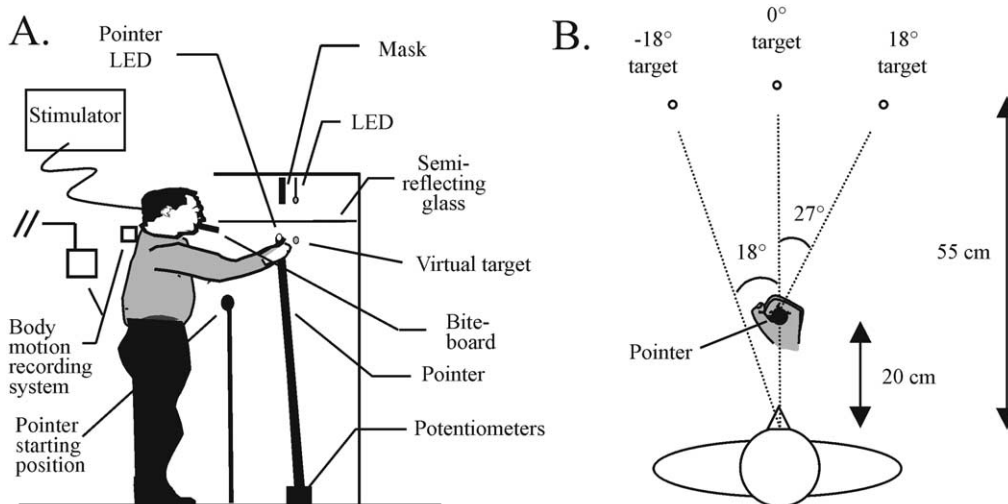 A.
Pointer
LED
Mask
Stimulator
LED
Semi-
reflecting
glass
Virtual target
Body
motion
recording
system
Bite-
board
Pointer
Pointer
starting
position
Potentiometers
B.
-18°
target
0°
target
18°
target
27°
18°
55 cm
Pointer
20 cm